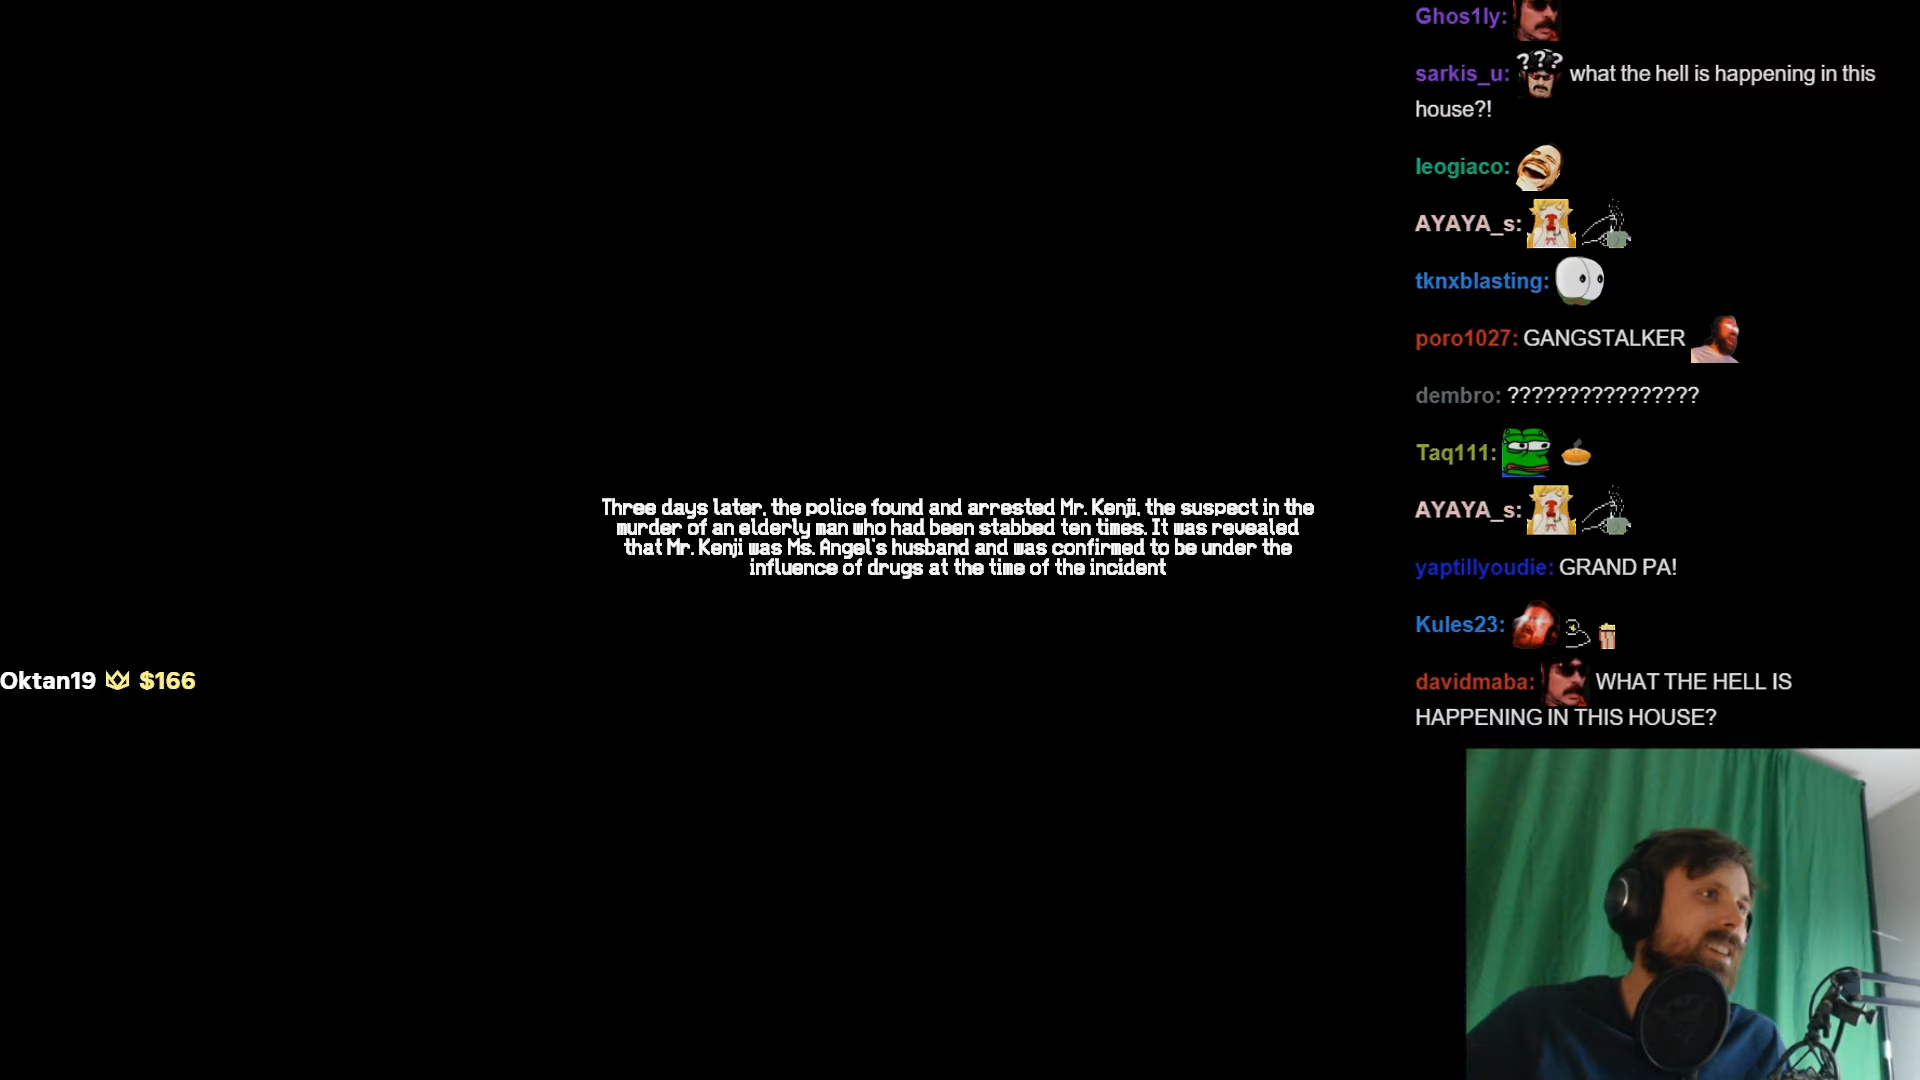 Ghos1ly:
sarkis_u: ??? what the hell is happening in this
house?!
leogiaco:
AYAYA_s:
tknxblasting:
poro1027: GANGSTALKER
dembro: ????????????????
Taq111:
AYAYA_s:
yaptillyoudie: GRAND PA!
Kules23:
davidmaba: WHAT THE HELL IS
HAPPENING IN THIS HOUSE?
Three days later, the police found and arrested Mr. Kenji, the suspect in the
murder of an elderly man who had been stabbed ten times. It was revealed
that Mr. Kenji was Ms. Angel's husband and was confirmed to be under the
influence of drugs at the time of the incident
Oktan19 $166